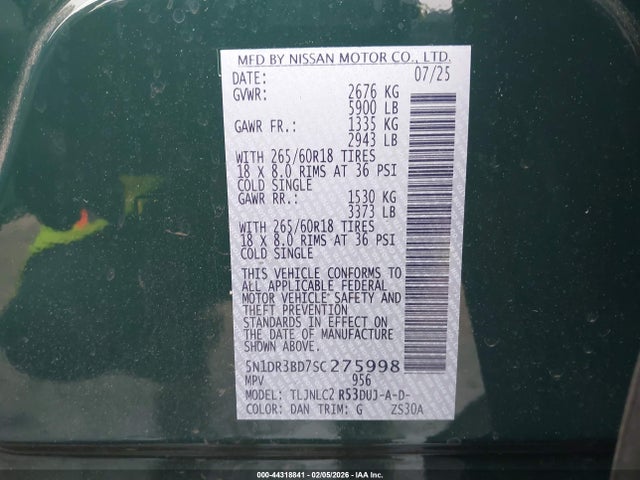 MFD BY NISSAN MOTOR CO., LTD.
DATE: 07/25
GVWR: 2676 KG
5900 LB
GAWR FR.: 1335 KG
2943 LB
WITH 265/60R18 TIRES
18 X 8.0 RIMS AT 36 PSI
COLD SINGLE
GAWR RR.: 1530 KG
3373 LB
WITH 265/60R18 TIRES
18 X 8.0 RIMS AT 36 PSI
COLD SINGLE
THIS VEHICLE CONFORMS TO
ALL APPLICABLE FEDERAL
MOTOR VEHICLE SAFETY AND
THEFT PREVENTION
STANDARDS IN EFFECT ON
THE DATE OF MANUFACTURE
SHOWN ABOVE.
5N1DR3BD7SC275998
MPV 956
MODEL: TLJNLC2 R53DUJ-A-D-
COLOR: DAN TRIM: G ZS30A
000-44318841 - 02/05/2026 - IAA, Inc.